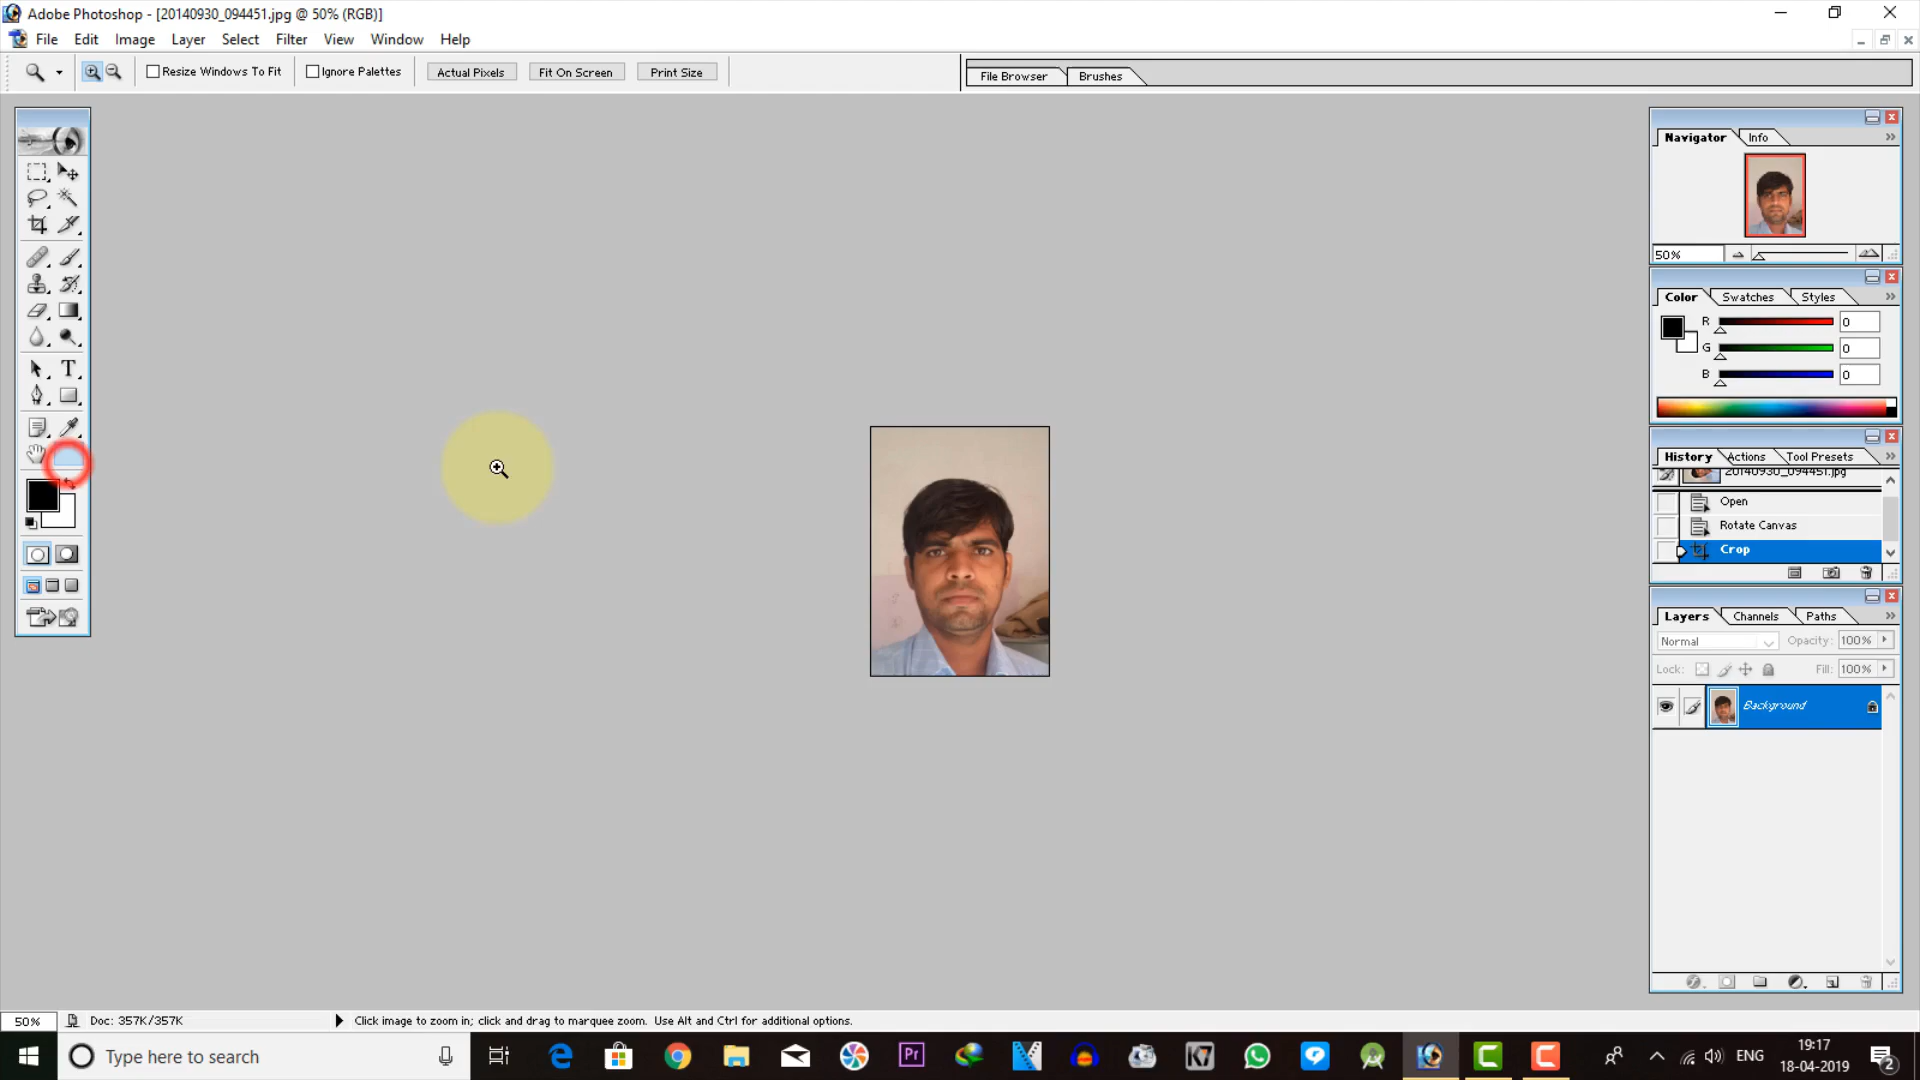 Adobe Photoshop - [20140930_094451.jpg @ 50% (RGB)]
File Edit Image Layer Select Filter View Window Help
Resize Windows To Fit Ignore Palettes Actual Pixels Fit On Screen Print Size File Browser Brushes
Navigator Info
50%
Color Swatches Styles
R 0
G 0
B 0
History Actions Tool Presets
20140930_094451.jpg
Open
Rotate Canvas
Crop
Layers Channels Paths
Normal Opacity: 100%
Lock: Fill: 100%
Background
50% Doc: 357K/357K Click image to zoom in; click and drag to marquee zoom. Use Alt and Ctrl for additional options.
Type here to search Pr K7 ENG 19:17
18-04-2019 2